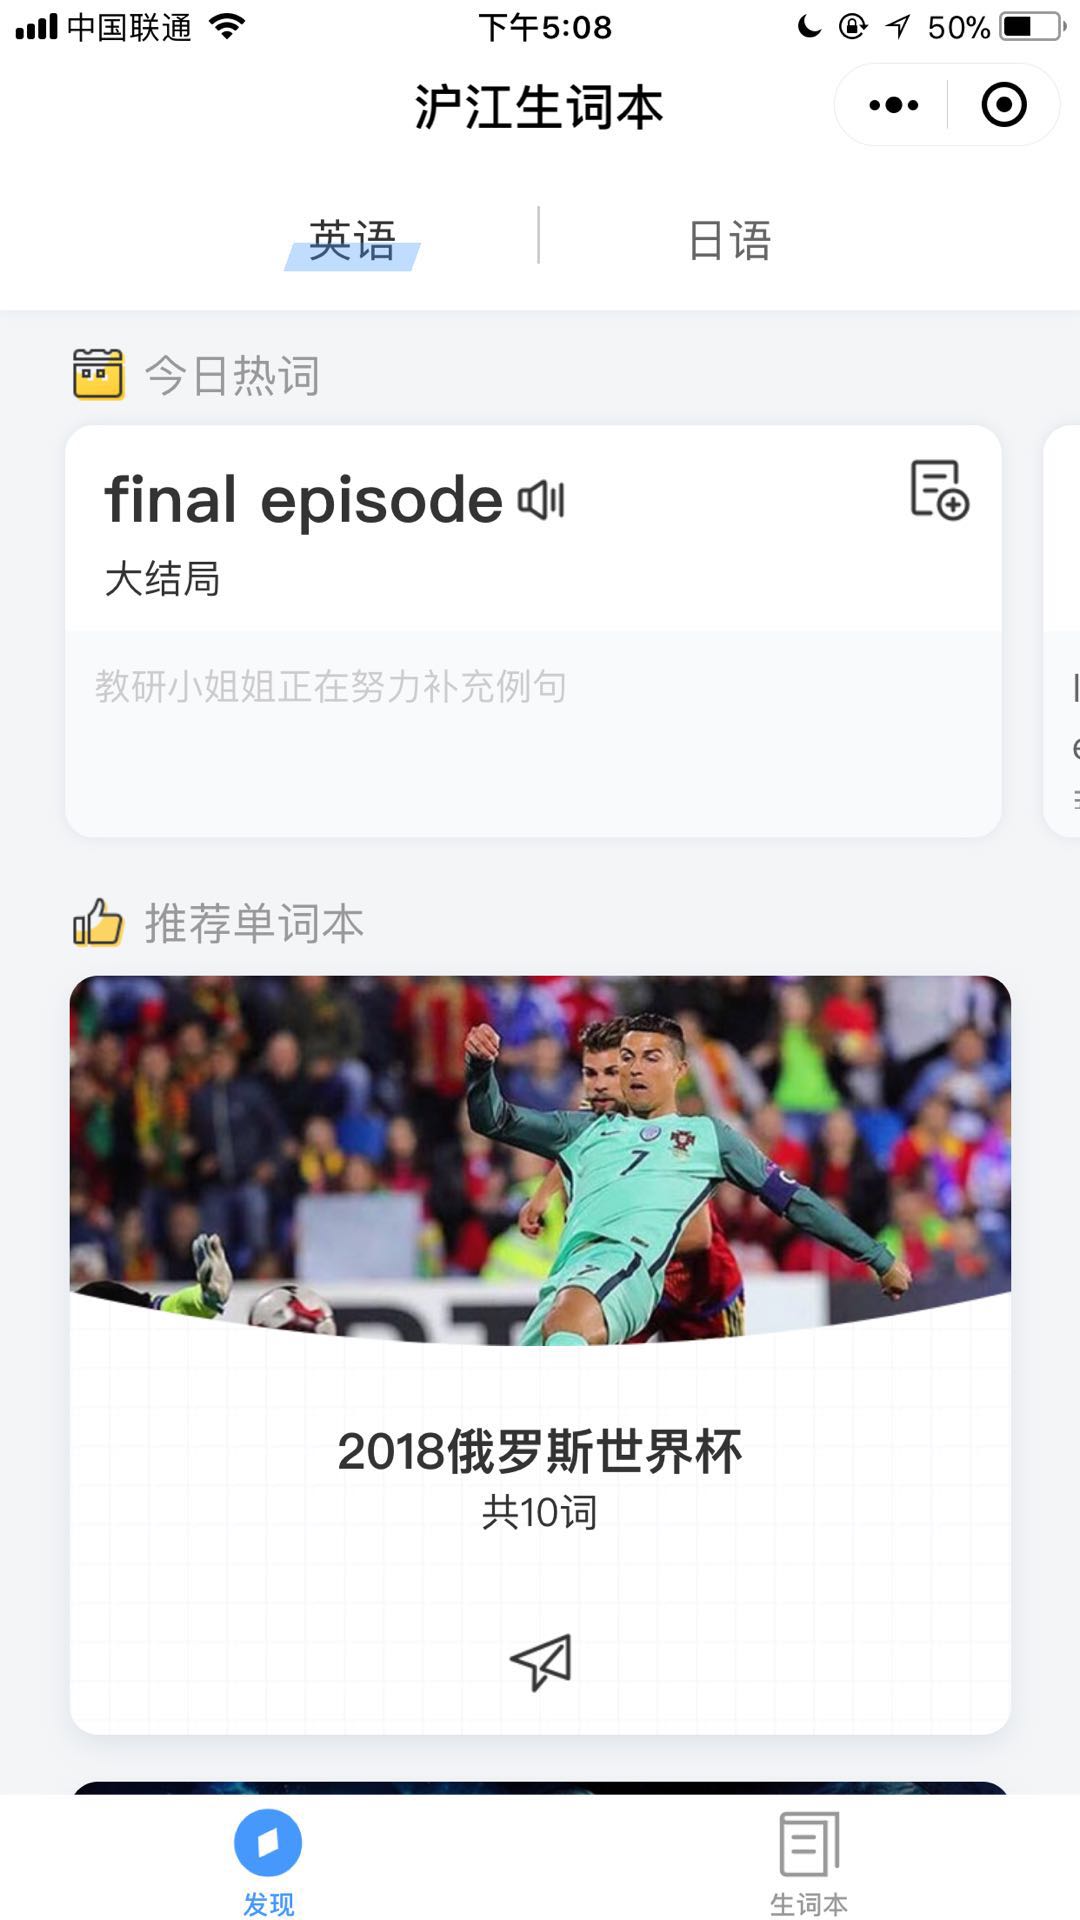 中国联通 下午5:08 50%
沪江生词本
英语 日语
今日热词
final episode
大结局
教研小姐姐正在努力补充例句
推荐单词本
7
2018俄罗斯世界杯
共10词
发现 生词本